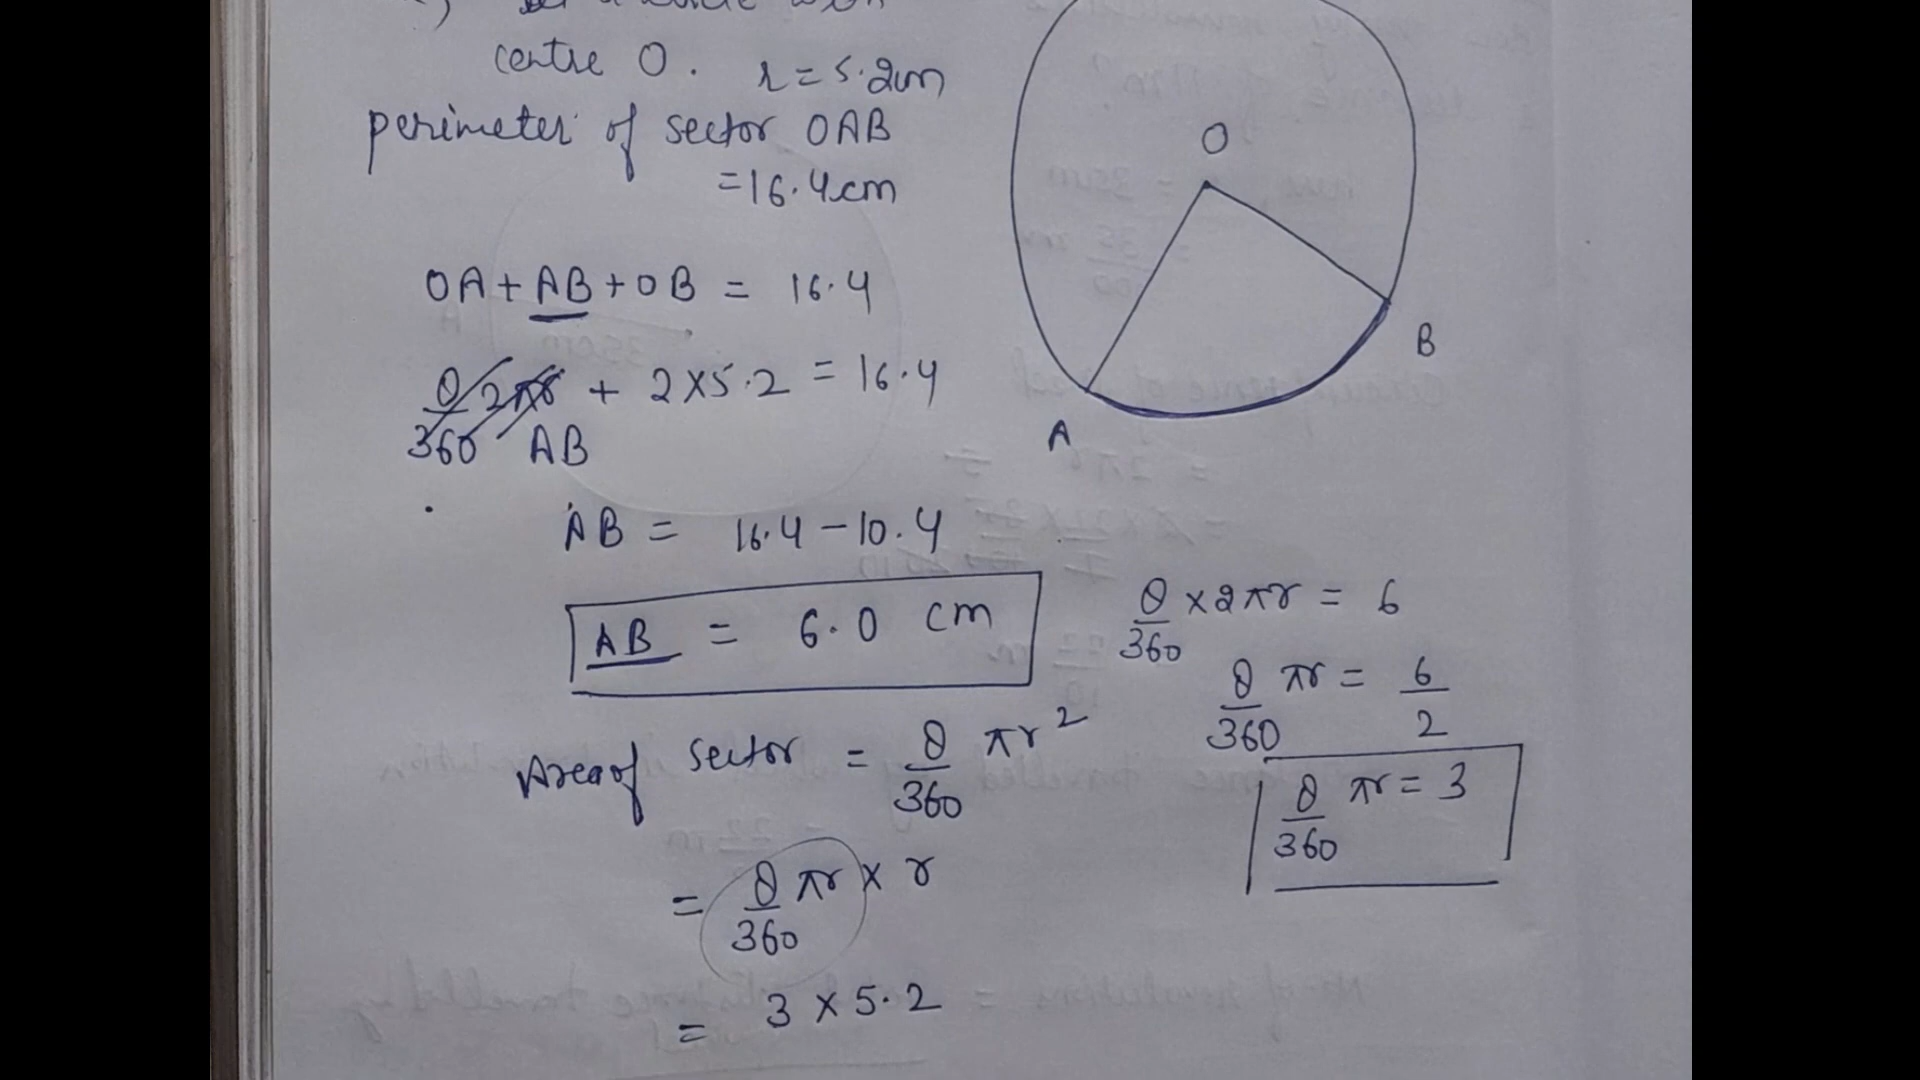 centre O. r = 5.2cm
perimeter of sector OAB
= 16.4cm
O
B
A
OA + AB + OB = 16.4
θ/360 2πr + 2×5.2 = 16.4
AB
AB = 16.4 - 10.4
AB = 6.0 cm
θ/360 × 2πr = 6
θ/360 πr = 6/2
θ/360 πr = 3
Area of sector = θ/360 πr²
= θ/360 πr × r
= 3 × 5.2